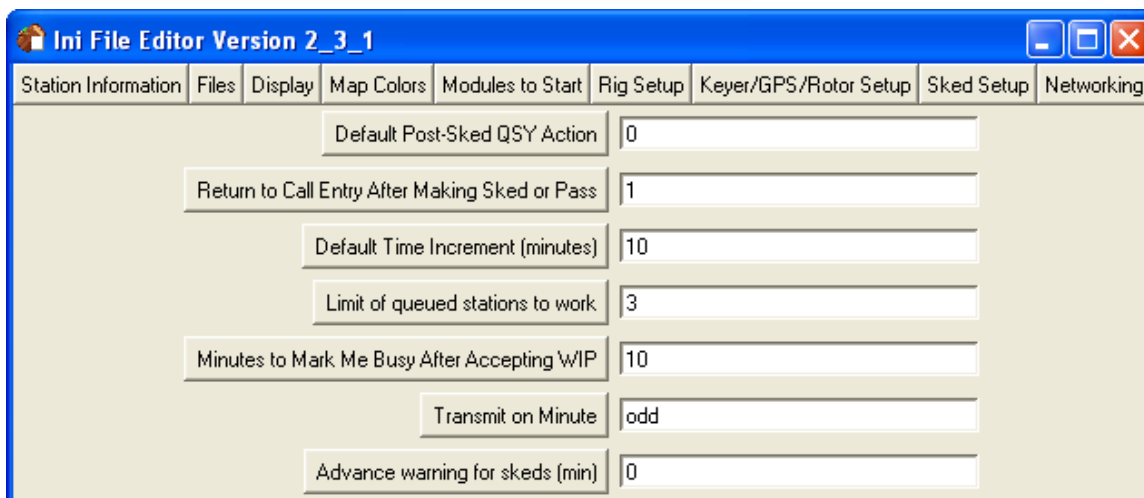 Ini File Editor Version 2_3_1
Station Information Files Display Map Colors Modules to Start Rig Setup Keyer/GPS/Rotor Setup Sked Setup Networking
Default Post-Sked QSY Action 0
Return to Call Entry After Making Sked or Pass 1
Default Time Increment (minutes) 10
Limit of queued stations to work 3
Minutes to Mark Me Busy After Accepting WIP 10
Transmit on Minute odd
Advance warning for skeds (min) 0